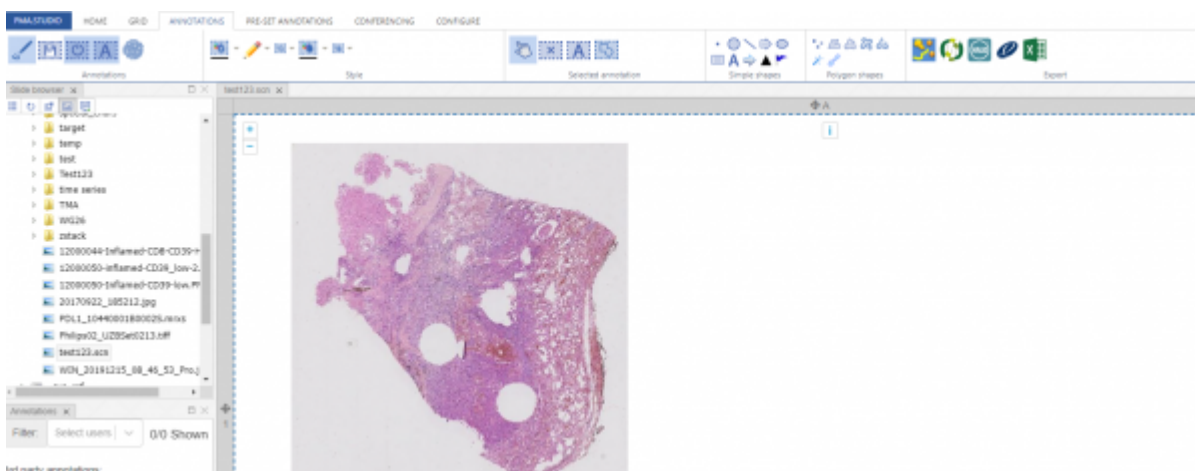 PMA.STUDIO HOME GRID ANNOTATIONS PRE-SET ANNOTATIONS CONFERENCING CONFIGURE
Annotations Style Selected annotation Simple shapes Polygon shapes Export
Slide browser test123.scn
A
target
temp
test
Test123
time series
TMA
WG26
zstack
20170922_185212.jpg
test123.scn
WIN_20191215_08_46_53_Pro.j
Annotations
Filter: Select users 0/0 Shown